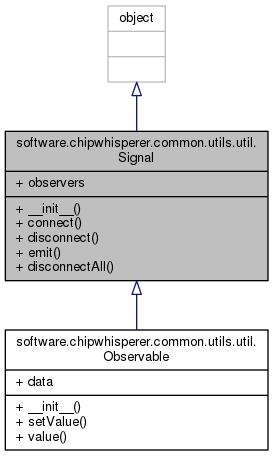 object
software.chipwhisperer.common.utils.util.
Signal
+ observers
+ __init__()
+ connect()
+ disconnect()
+ emit()
+ disconnectAll()
software.chipwhisperer.common.utils.util.
Observable
+ data
+ __init__()
+ setValue()
+ value()